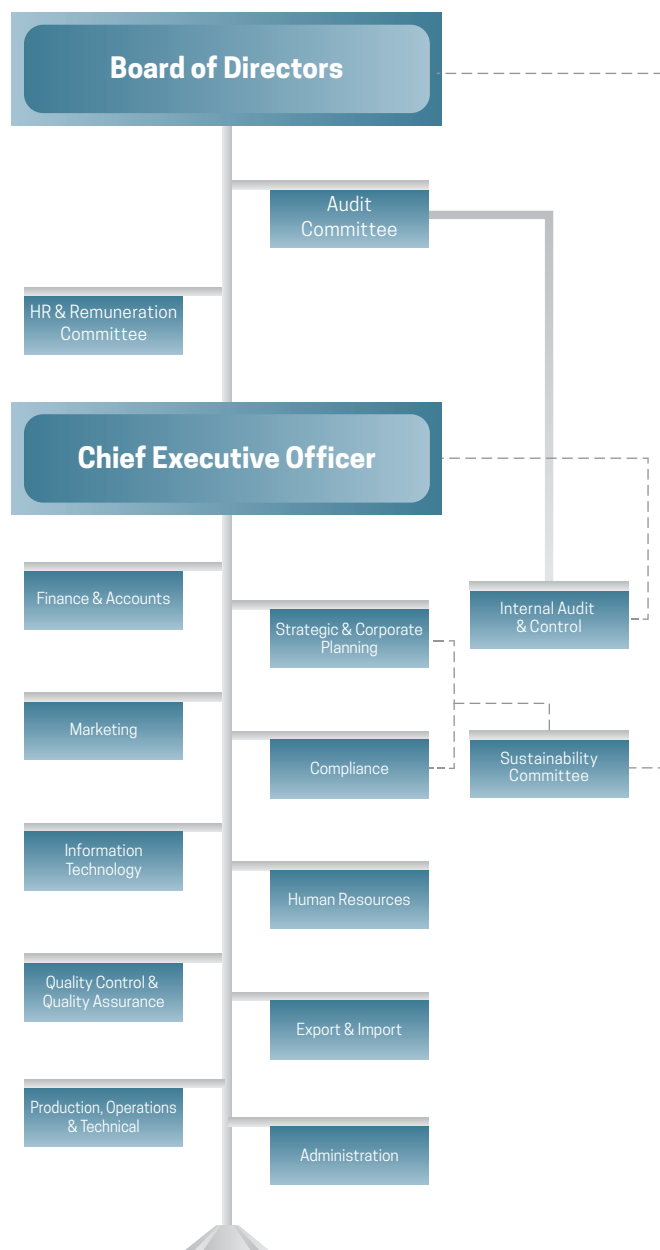 Board of Directors
Audit
Committee
HR & Remuneration
Committee
Chief Executive Officer
Finance & Accounts
Internal Audit
& Control
Strategic & Corporate
Planning
Marketing
Compliance
Sustainability
Committee
Information
Technology
Human Resources
Quality Control &
Quality Assurance
Export & Import
Production, Operations
& Technical
Administration